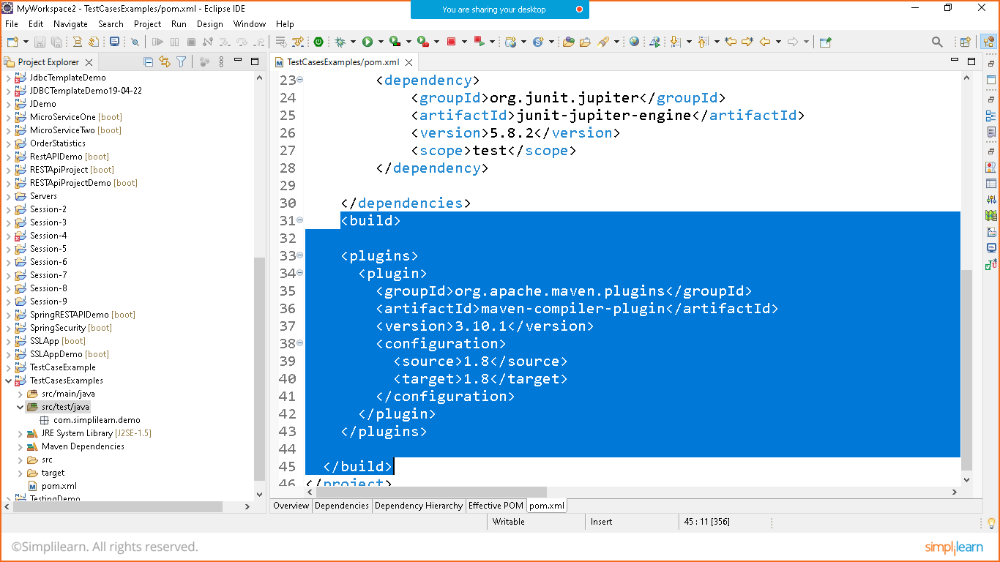 MyWorkspace2 - TestCasesExamples/pom.xml - Eclipse IDE
You are sharing your desktop
File Edit Navigate Search Project Run Design Window Help
Project Explorer
JdbcTemplateDemo
JDBCTemplateDemo19-04-22
JDemo
MicroServiceOne [boot]
MicroServiceTwo [boot]
OrderStatistics
RestAPIDemo [boot]
RESTApiProject [boot]
RESTApiProjectDemo [boot]
Servers
Session-2
Session-3
Session-4
Session-5
Session-6
Session-7
Session-8
Session-9
SpringRESTAPIDemo [boot]
SpringSecurity [boot]
SSLApp [boot]
SSLAppDemo [boot]
TestCaseExample
TestCasesExamples
src/main/java
src/test/java
com.simplilearn.demo
JRE System Library [J2SE-1.5]
Maven Dependencies
src
target
pom.xml
TestingDemo
TestCasesExamples/pom.xml
23 <dependency>
24 <groupId>org.junit.jupiter</groupId>
25 <artifactId>junit-jupiter-engine</artifactId>
26 <version>5.8.2</version>
27 <scope>test</scope>
28 </dependency>
29
30 </dependencies>
31 <build>
32
33 <plugins>
34 <plugin>
35 <groupId>org.apache.maven.plugins</groupId>
36 <artifactId>maven-compiler-plugin</artifactId>
37 <version>3.10.1</version>
38 <configuration>
39 <source>1.8</source>
40 <target>1.8</target>
41 </configuration>
42 </plugin>
43 </plugins>
44
45 </build>
46 </project>
Overview Dependencies Dependency Hierarchy Effective POM pom.xml
Writable Insert 45 : 11 [356]
©Simplilearn. All rights reserved.
simplilearn